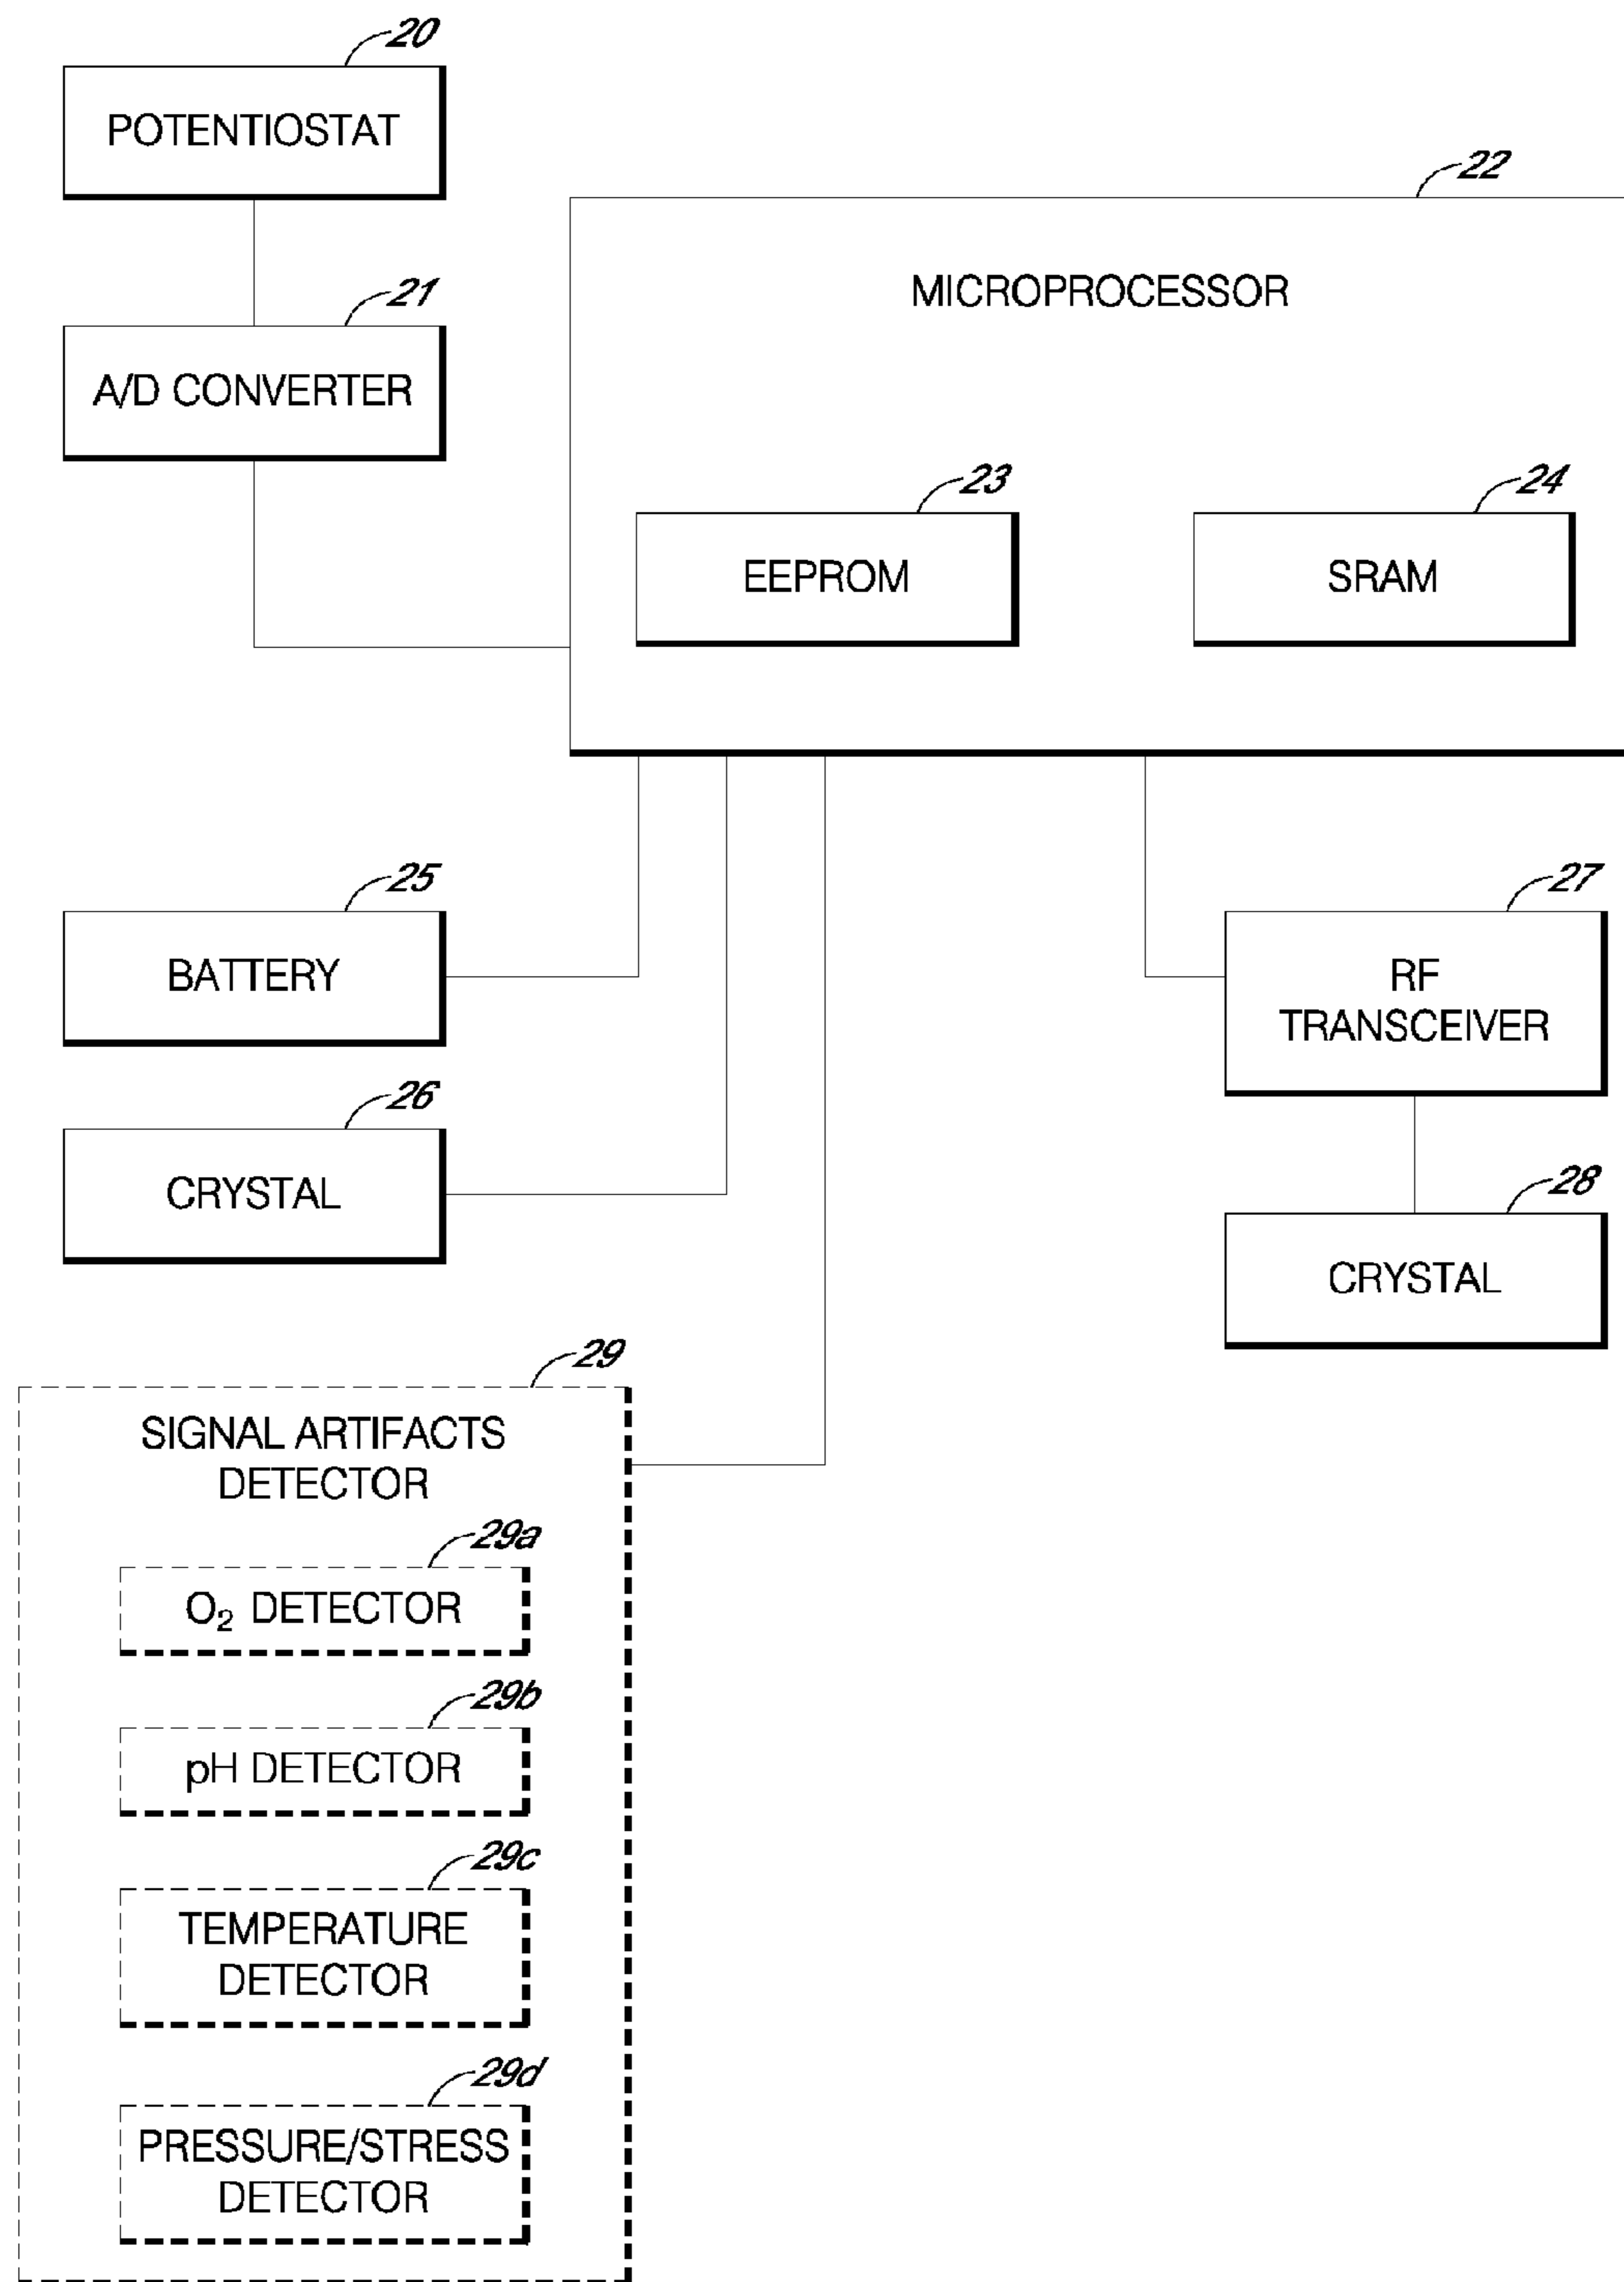 20
POTENTIOSTAT
22
MICROPROCESSOR
21
A/D CONVERTER
23
EEPROM
24
SRAM
25
BATTERY
27
RF
TRANSCEIVER
26
CRYSTAL
28
CRYSTAL
29
SIGNAL ARTIFACTS
DETECTOR
29a
O₂ DETECTOR
29b
pH DETECTOR
29c
TEMPERATURE
DETECTOR
29d
PRESSURE/STRESS
DETECTOR